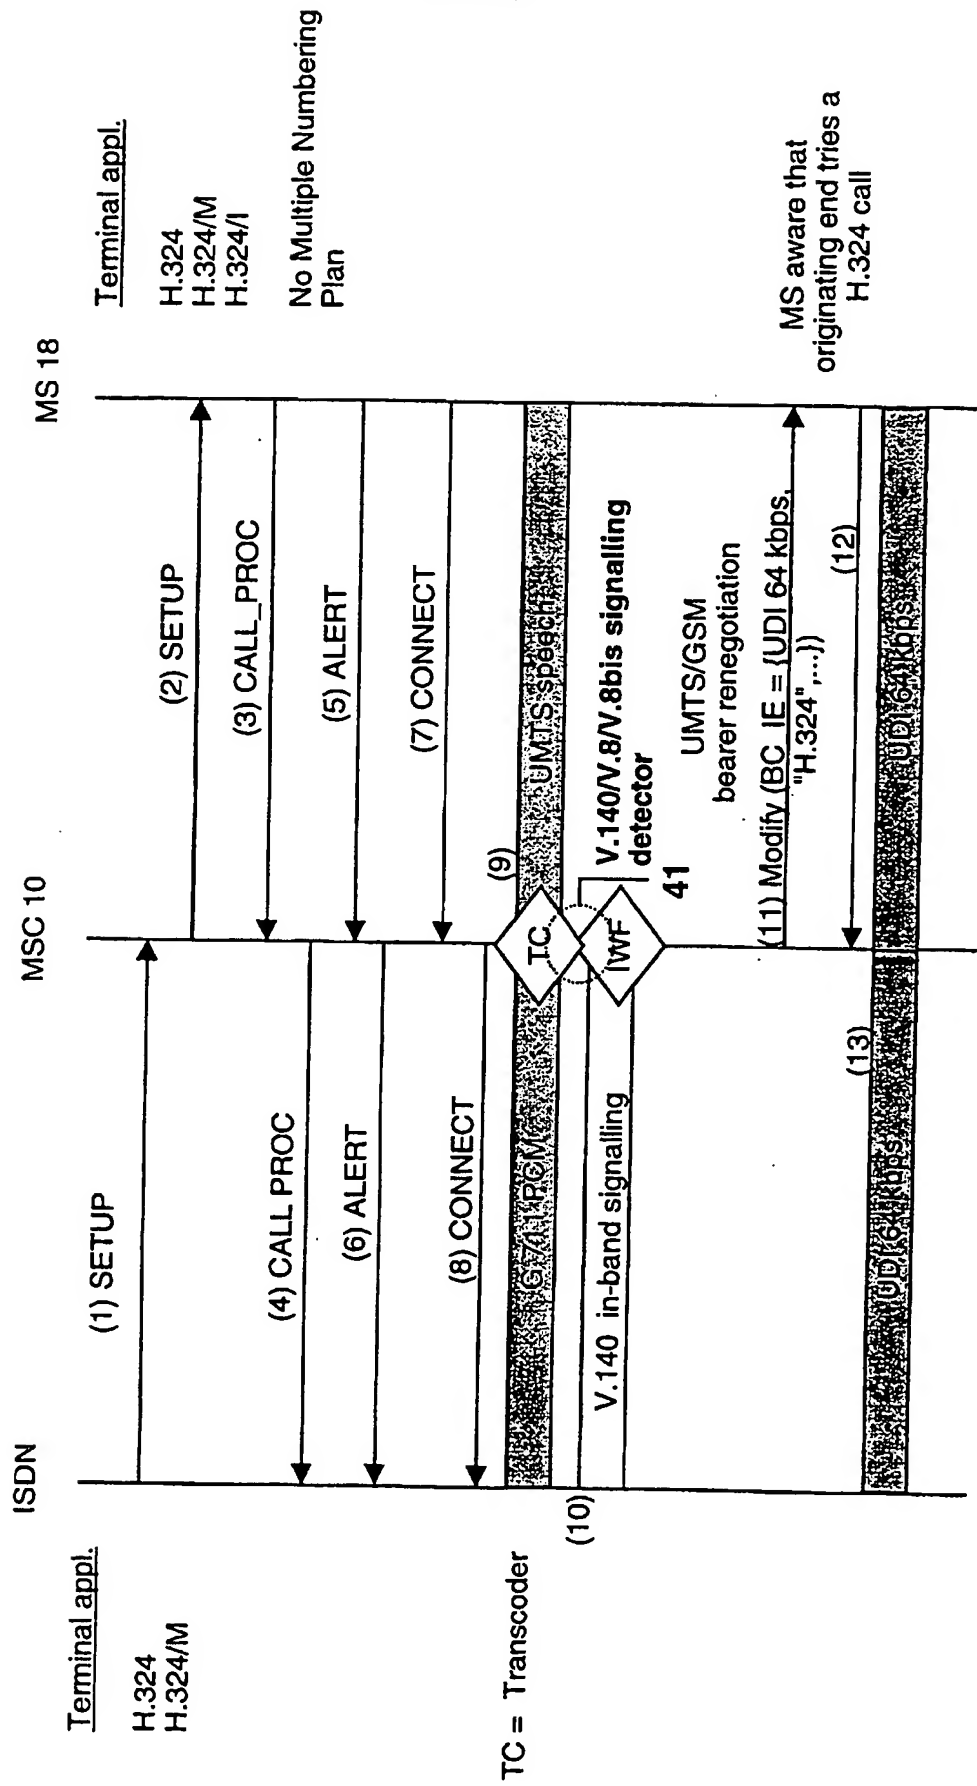 ISDN
MSC 10
MS 18
Terminal appl.
H.324
H.324/M
Terminal appl.
H.324
H.324/M
H.324/I
No Multiple Numbering
Plan
(1) SETUP
(2) SETUP
(3) CALL_PROC
(4) CALL PROC
(5) ALERT
(6) ALERT
(7) CONNECT
(8) CONNECT
(9)
G711PCM
TC
UMTS speech
TC = Transcoder
(10)
V.140 in-band signalling
IWF
V.140/V.8/V.8bis signalling
detector
41
UMTS/GSM
bearer renegotiation
(11) Modify (BC_IE = {UDI 64 kbps,
"H.324",...})
MS aware that
originating end tries a
H.324 call
(12)
(13)
UDI 64 kbps
UDI 64 kbps